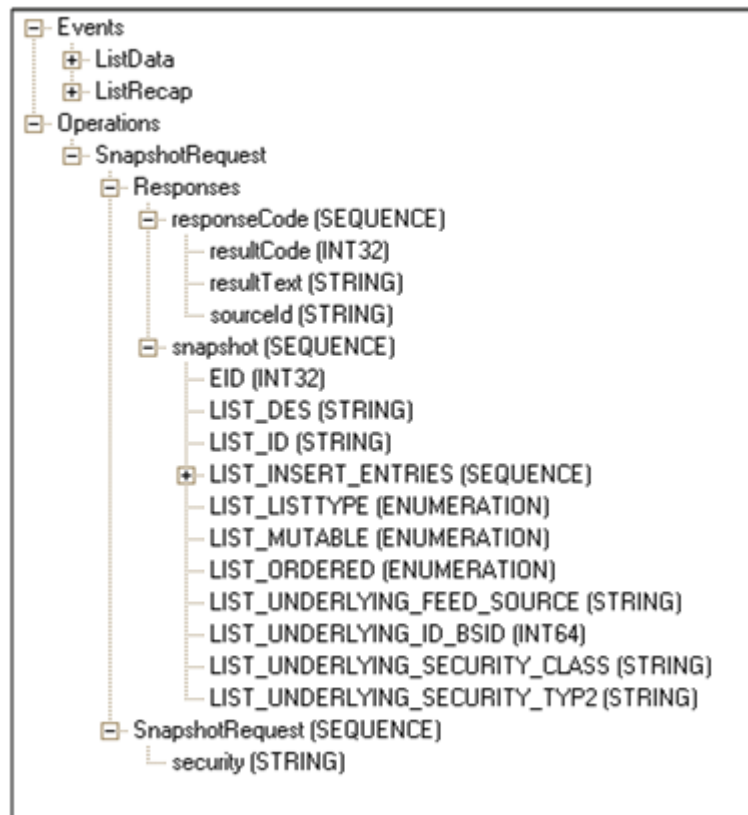 Events
ListData
ListRecap
Operations
SnapshotRequest
Responses
responseCode (SEQUENCE)
resultCode (INT32)
resultText (STRING)
sourceId (STRING)
snapshot (SEQUENCE)
EID (INT32)
LIST_DES (STRING)
LIST_ID (STRING)
LIST_INSERT_ENTRIES (SEQUENCE)
LIST_LISTTYPE (ENUMERATION)
LIST_MUTABLE (ENUMERATION)
LIST_ORDERED (ENUMERATION)
LIST_UNDERLYING_FEED_SOURCE (STRING)
LIST_UNDERLYING_ID_BSID (INT64)
LIST_UNDERLYING_SECURITY_CLASS (STRING)
LIST_UNDERLYING_SECURITY_TYP2 (STRING)
SnapshotRequest (SEQUENCE)
security (STRING)